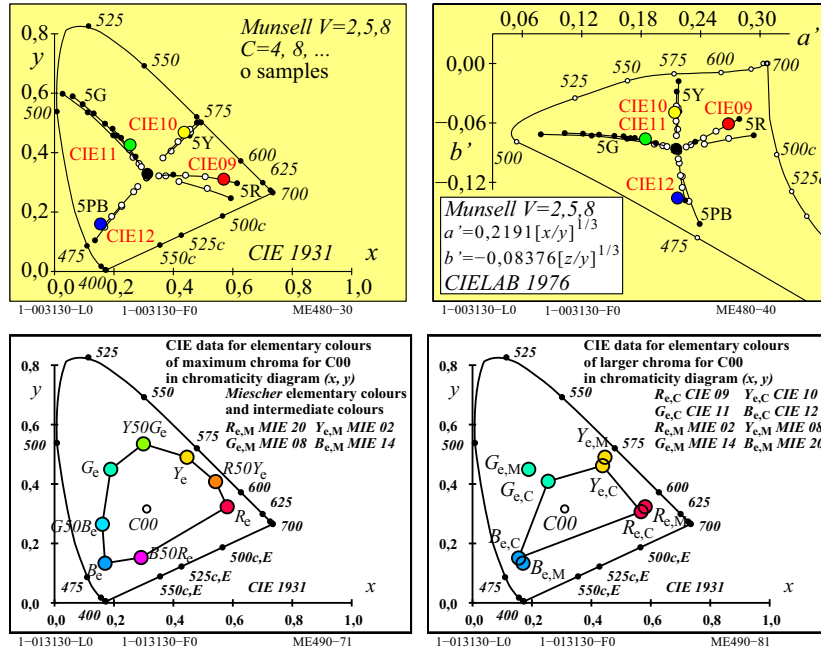 525
Munsell V=2,5,8
C=4, 8, ...
o samples
y
550
0,8
0,6
0,4
0,2
0,0
5G
500
CIE10
575
5Y
CIE11
CIE09
600
625
700
5R
5PB
CIE12
500c
525c
550c
475
400
CIE 1931
x
0,0 0,2 0,4 0,6 0,8 1,0
1-003130-L0 1-003130-F0 ME480-30
0,06 0,12 0,18 0,24 0,30
a'
0,00
−0,06
b'
−0,12
525 550 575 600 700
5Y
CIE10
CIE09
CIE11
5R
5G
500
500c
CIE12
525c
5PB
475
Munsell V=2,5,8
a'=0,2191[x/y]1/3
b'=−0,08376[z/y]1/3
CIELAB 1976
1-003130-L0 1-003130-F0 ME480-40
CIE data for elementary colours
of maximum chroma for C00
in chromaticity diagram (x, y)
Miescher elementary colours
and intermediate colours
Re,M MIE 20 Ye,M MIE 02
Ge,M MIE 08 Be,M MIE 14
0,8
y
0,6
0,4
0,2
0,0
525
550
Y50Ge
575
500
Ge
Ye
R50Ye
600
625
700
Re
G50Be
C00
B50Re
Be
500c,E
525c,E
550c,E
475
400
CIE 1931
x
0,0 0,2 0,4 0,6 0,8 1,0
1-013130-L0 1-013130-F0 ME490-71
CIE data for elementary colours
of larger chroma for C00
in chromaticity diagram (x, y)
Re,C CIE 09 Ye,C CIE 10
Ge,C CIE 11 Be,C CIE 12
Re,M MIE 02 Ye,M MIE 08
Ge,M MIE 14 Be,M MIE 20
0,8
y
0,6
0,4
0,2
0,0
525
550
575
500
Ye,M
Ge,M
Ye,C
Ge,C
600
625
700
C00
Re,M
Re,C
Be,C
Be,M
500c,E
525c,E
550c,E
475
400
CIE 1931
x
0,0 0,2 0,4 0,6 0,8 1,0
1-013130-L0 1-013130-F0 ME490-81